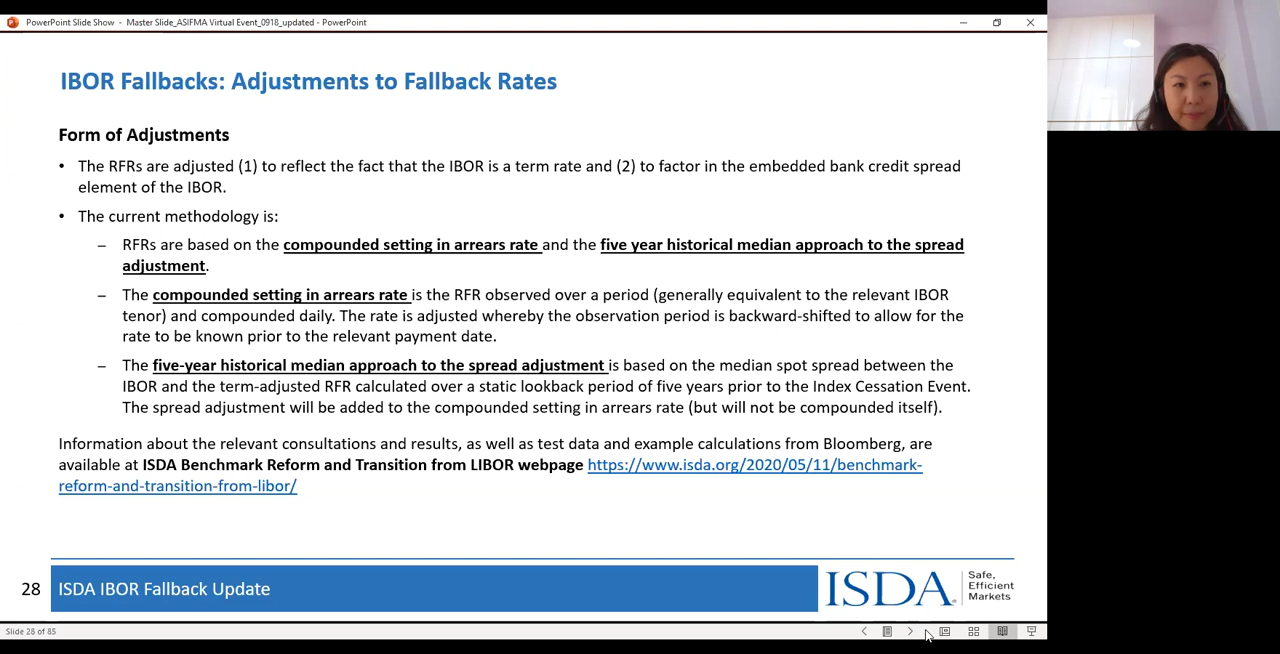 PowerPoint Slide Show - Master Slide_ASIFMA Virtual Event_0918_updated - PowerPoint
IBOR Fallbacks: Adjustments to Fallback Rates
Form of Adjustments
• The RFRs are adjusted (1) to reflect the fact that the IBOR is a term rate and (2) to factor in the embedded bank credit spread
element of the IBOR.
• The current methodology is:
– RFRs are based on the compounded setting in arrears rate and the five year historical median approach to the spread
adjustment.
– The compounded setting in arrears rate is the RFR observed over a period (generally equivalent to the relevant IBOR
tenor) and compounded daily. The rate is adjusted whereby the observation period is backward-shifted to allow for the
rate to be known prior to the relevant payment date.
– The five-year historical median approach to the spread adjustment is based on the median spot spread between the
IBOR and the term-adjusted RFR calculated over a static lookback period of five years prior to the Index Cessation Event.
The spread adjustment will be added to the compounded setting in arrears rate (but will not be compounded itself).
Information about the relevant consultations and results, as well as test data and example calculations from Bloomberg, are
available at ISDA Benchmark Reform and Transition from LIBOR webpage https://www.isda.org/2020/05/11/benchmark-
reform-and-transition-from-libor/
28
ISDA IBOR Fallback Update
ISDA®
Safe,
Efficient
Markets
Slide 28 of 85